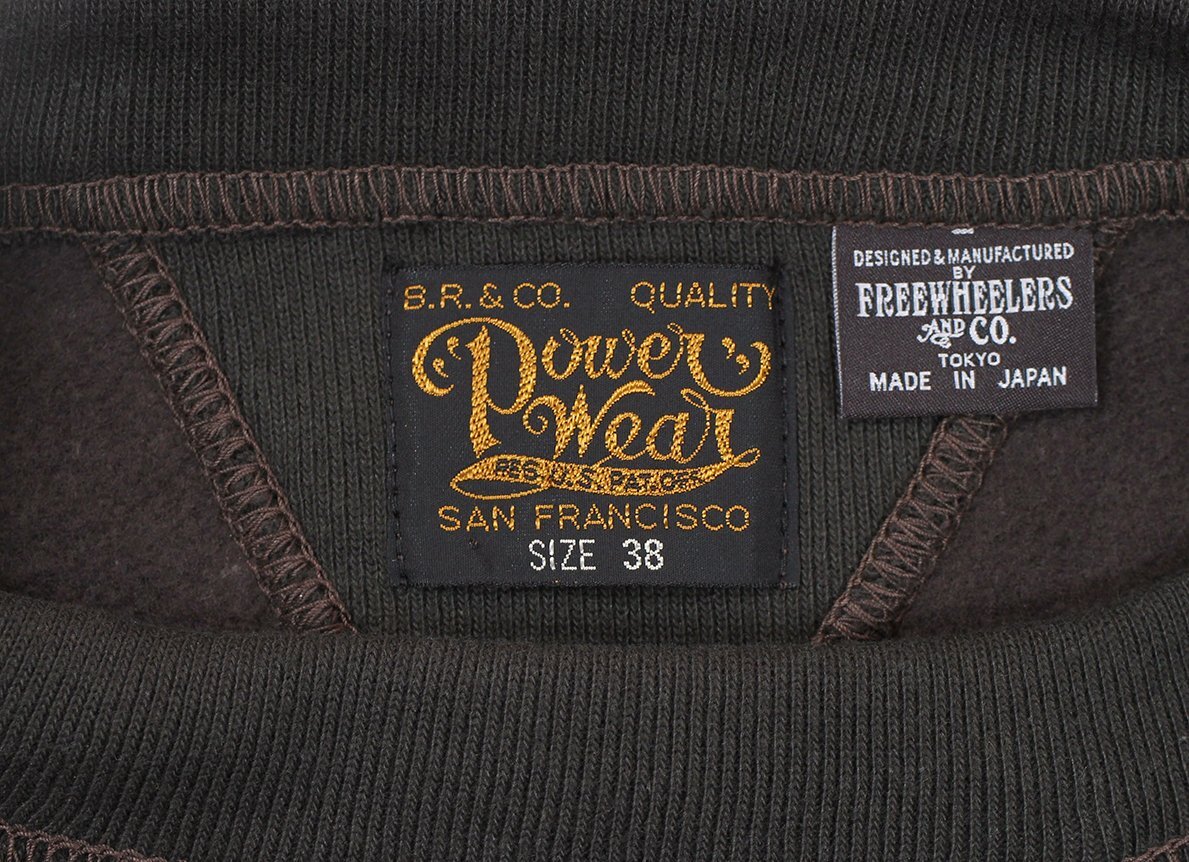 B.R. & CO. QUALITY
Power
Wear
REG. U.S. PAT. OFF.
SAN FRANCISCO
SIZE 38
DESIGNED & MANUFACTURED
BY
FREEWHEELERS
AND CO.
TOKYO
MADE IN JAPAN